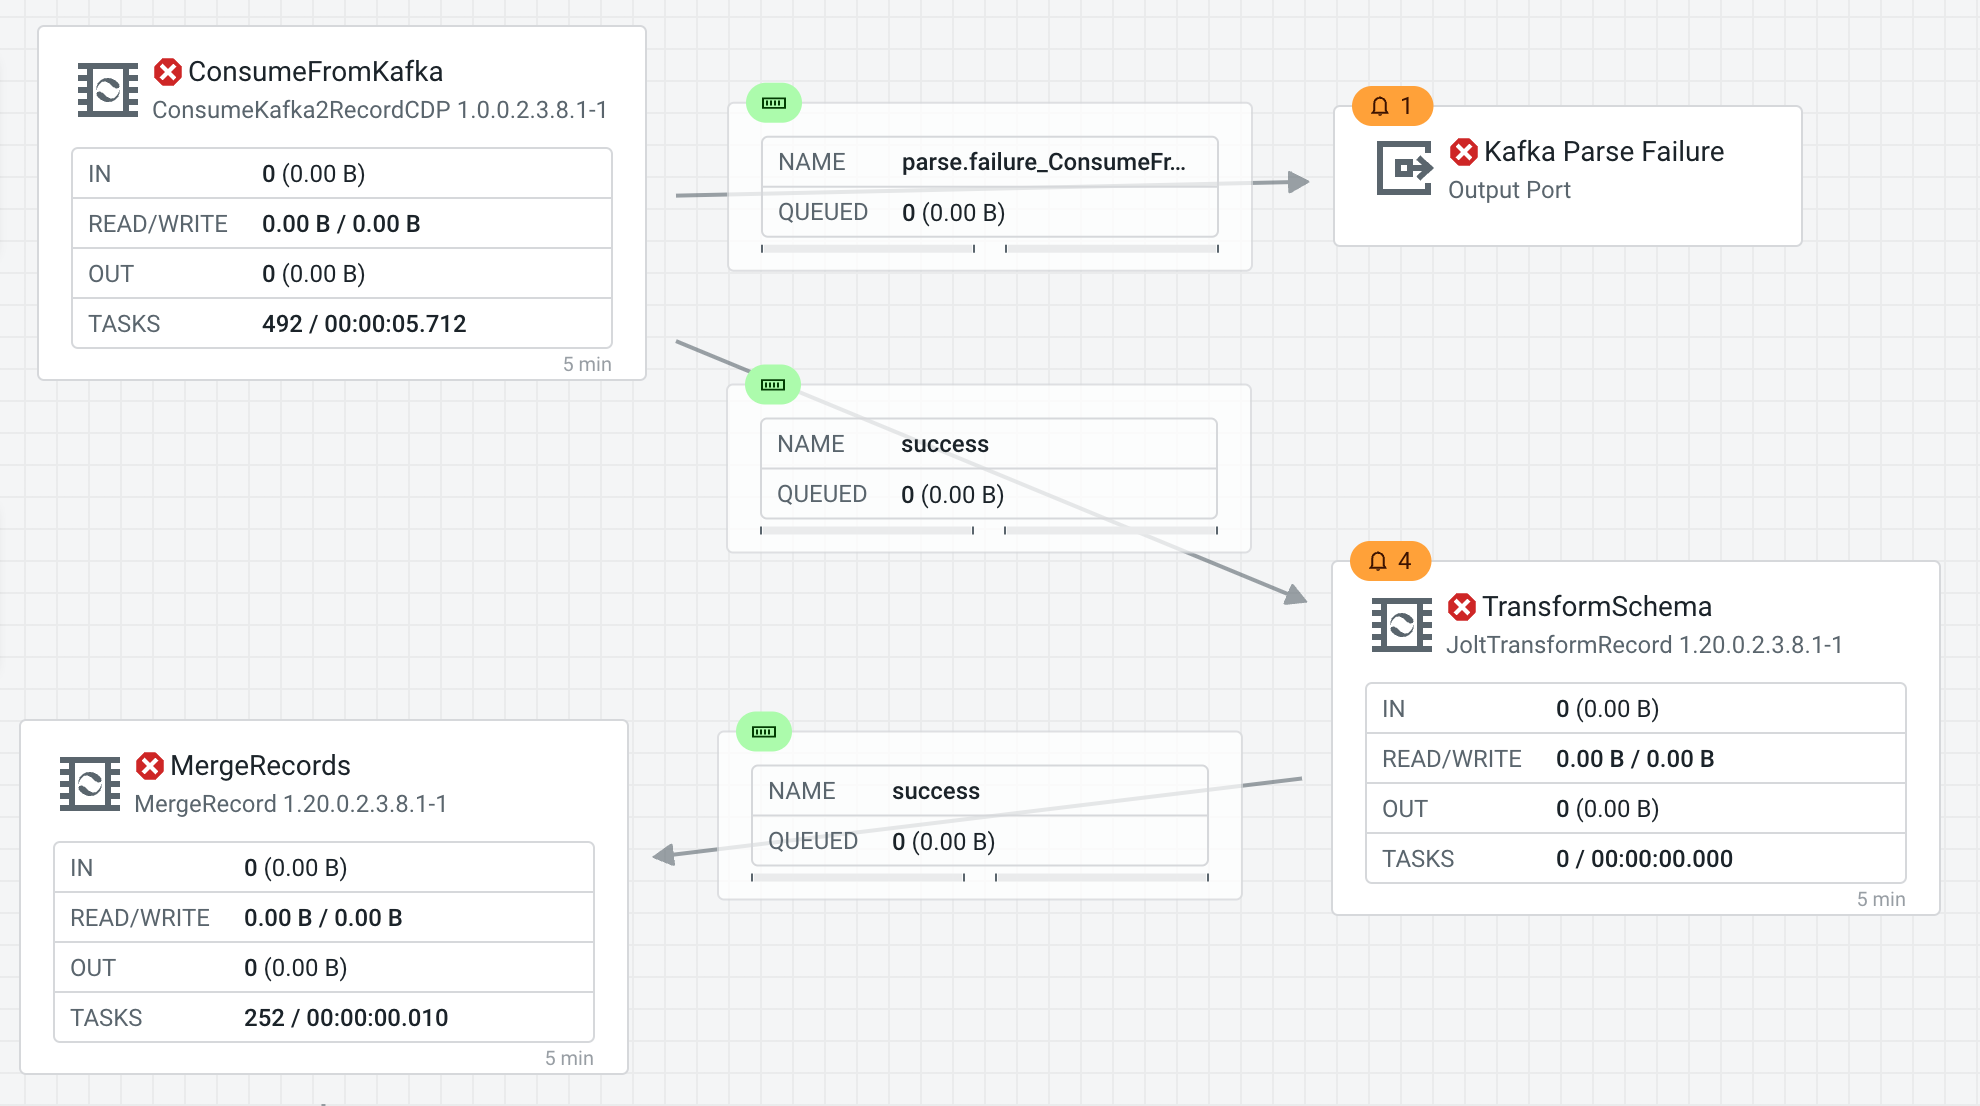 ConsumeFromKafka
ConsumeKafka2RecordCDP 1.0.0.2.3.8.1-1
IN 0 (0.00 B)
READ/WRITE 0.00 B / 0.00 B
OUT 0 (0.00 B)
TASKS 492 / 00:00:05.712
5 min
NAME parse.failure_ConsumeFr...
QUEUED 0 (0.00 B)
1
Kafka Parse Failure
Output Port
NAME success
QUEUED 0 (0.00 B)
4
TransformSchema
JoltTransformRecord 1.20.0.2.3.8.1-1
IN 0 (0.00 B)
READ/WRITE 0.00 B / 0.00 B
OUT 0 (0.00 B)
TASKS 0 / 00:00:00.000
5 min
NAME success
QUEUED 0 (0.00 B)
MergeRecords
MergeRecord 1.20.0.2.3.8.1-1
IN 0 (0.00 B)
READ/WRITE 0.00 B / 0.00 B
OUT 0 (0.00 B)
TASKS 252 / 00:00:00.010
5 min